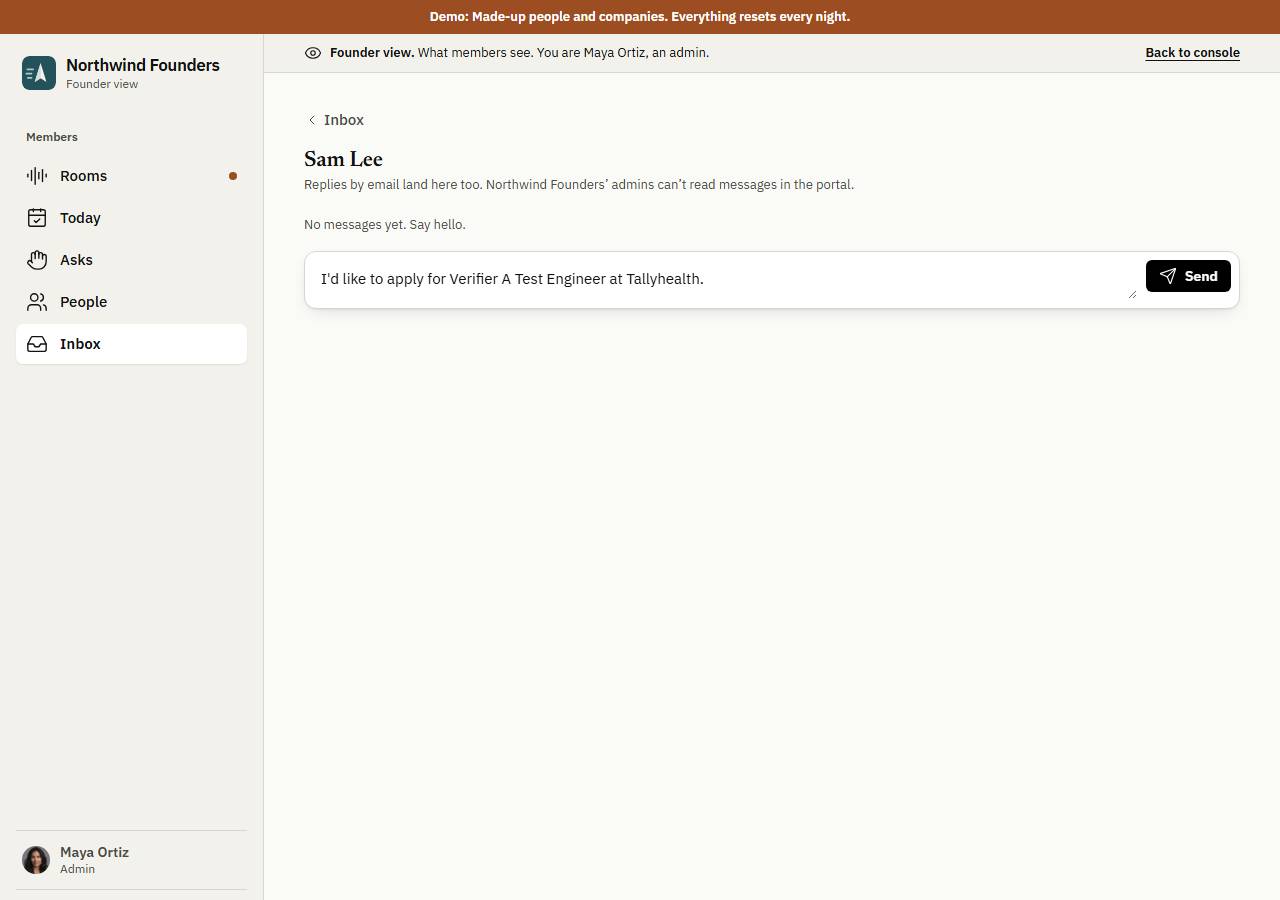 Demo: Made-up people and companies. Everything resets every night.
Northwind Founders
Founder view
Founder view. What members see. You are Maya Ortiz, an admin.
Back to console
Members
Rooms
Today
Asks
People
Inbox
Inbox
Sam Lee
Replies by email land here too. Northwind Founders’ admins can’t read messages in the portal.
No messages yet. Say hello.
I'd like to apply for Verifier A Test Engineer at Tallyhealth.
Send
Maya Ortiz
Admin